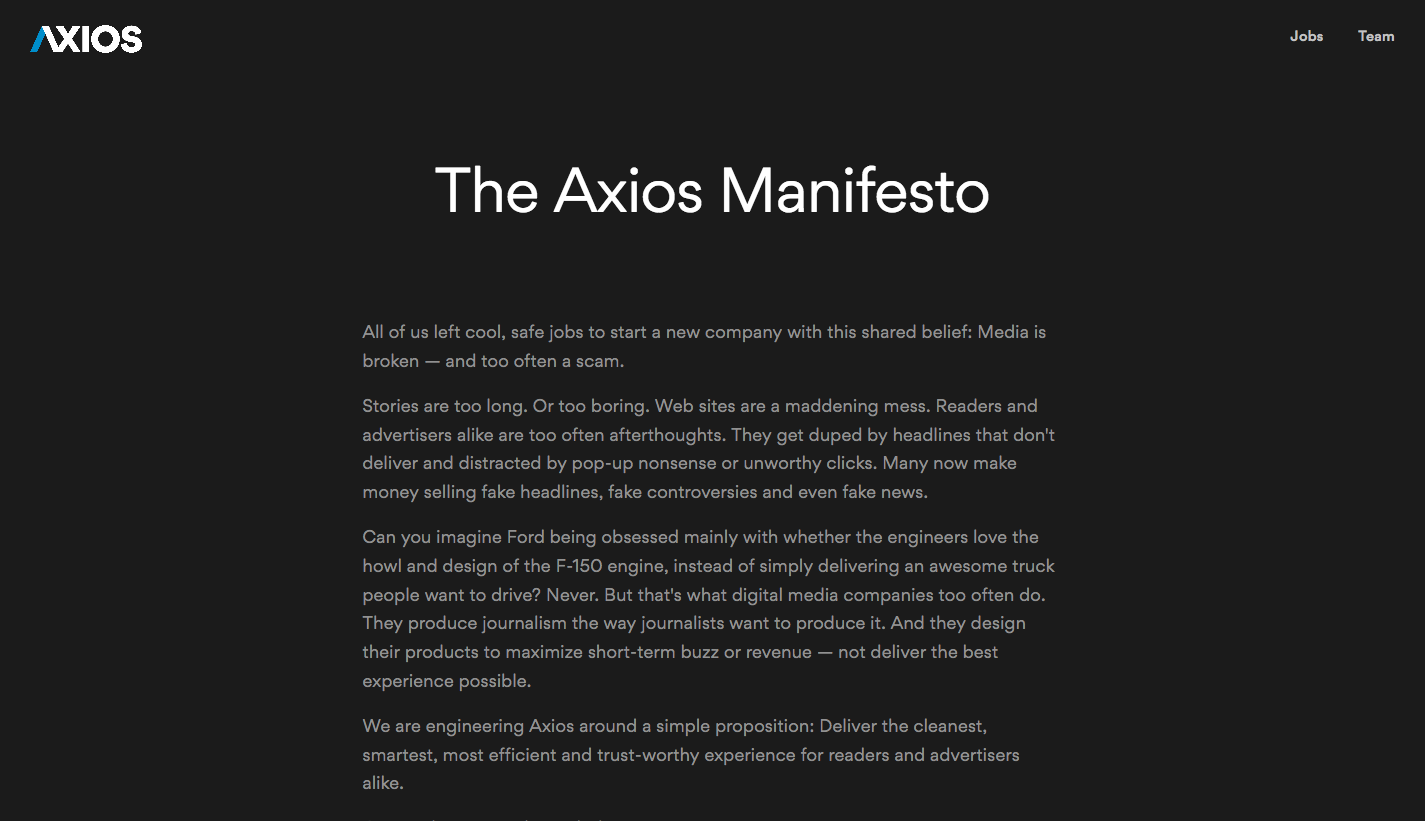 AXIOS
Jobs Team
The Axios Manifesto
All of us left cool, safe jobs to start a new company with this shared belief: Media is
broken — and too often a scam.
Stories are too long. Or too boring. Web sites are a maddening mess. Readers and
advertisers alike are too often afterthoughts. They get duped by headlines that don't
deliver and distracted by pop-up nonsense or unworthy clicks. Many now make
money selling fake headlines, fake controversies and even fake news.
Can you imagine Ford being obsessed mainly with whether the engineers love the
howl and design of the F-150 engine, instead of simply delivering an awesome truck
people want to drive? Never. But that's what digital media companies too often do.
They produce journalism the way journalists want to produce it. And they design
their products to maximize short-term buzz or revenue — not deliver the best
experience possible.
We are engineering Axios around a simple proposition: Deliver the cleanest,
smartest, most efficient and trust-worthy experience for readers and advertisers
alike.